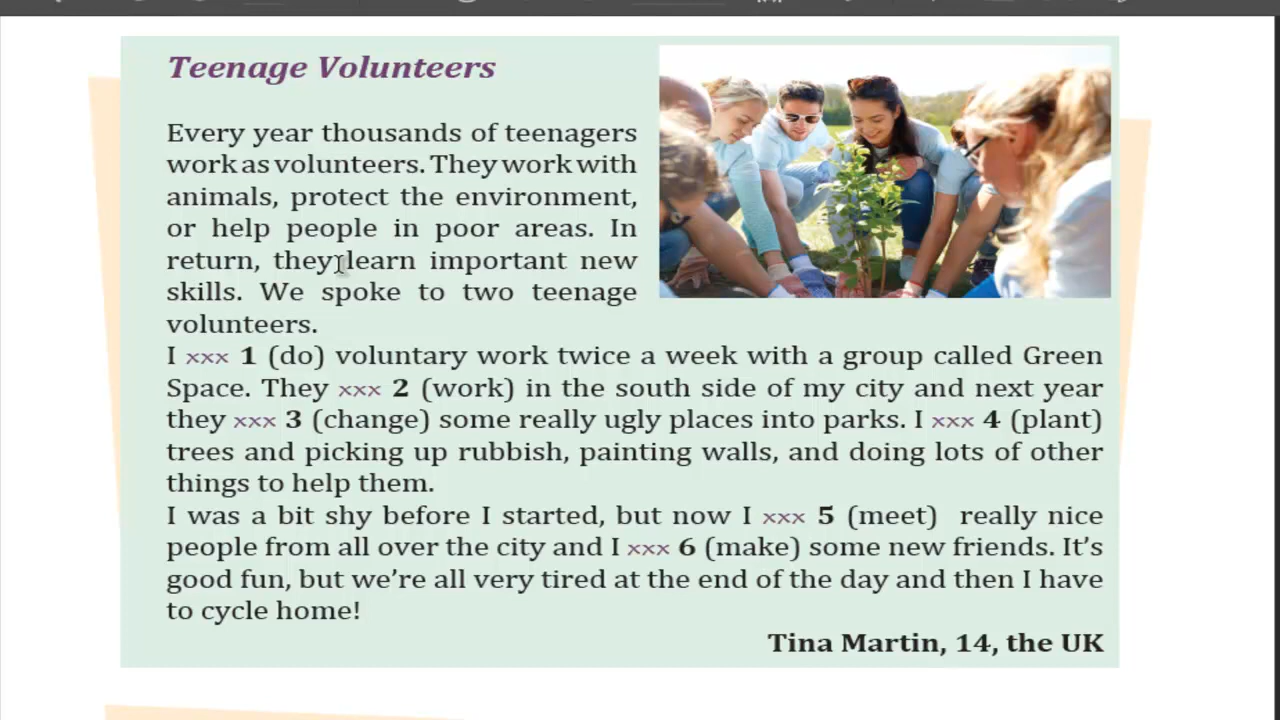 Teenage Volunteers
Every year thousands of teenagers
work as volunteers. They work with
animals, protect the environment,
or help people in poor areas. In
return, they learn important new
skills. We spoke to two teenage
volunteers.
I xxx 1 (do) voluntary work twice a week with a group called Green
Space. They xxx 2 (work) in the south side of my city and next year
they xxx 3 (change) some really ugly places into parks. I xxx 4 (plant)
trees and picking up rubbish, painting walls, and doing lots of other
things to help them.
I was a bit shy before I started, but now I xxx 5 (meet) really nice
people from all over the city and I xxx 6 (make) some new friends. It's
good fun, but we're all very tired at the end of the day and then I have
to cycle home!
Tina Martin, 14, the UK